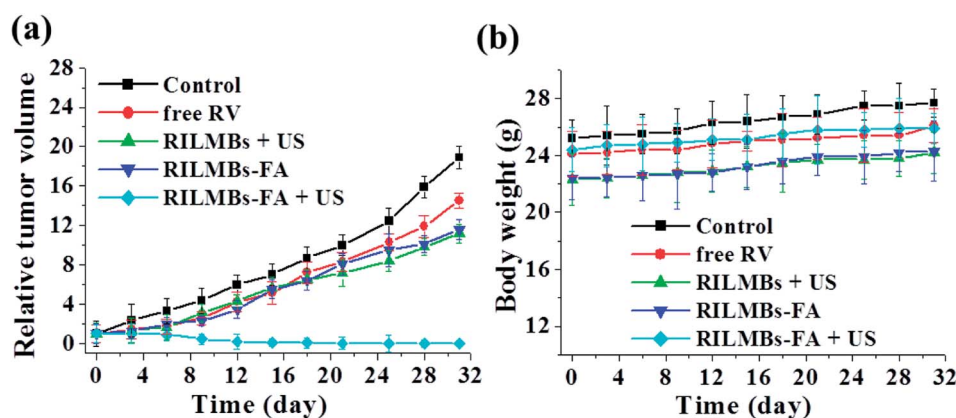 (a)
Relative tumor volume
28
24
20
16
12
8
4
0
Control
free RV
RILMBs + US
RILMBs-FA
RILMBs-FA + US
0 4 8 12 16 20 24 28 32
Time (day)
(b)
Body weight (g)
28
24
20
16
12
Control
free RV
RILMBs + US
RILMBs-FA
RILMBs-FA + US
0 4 8 12 16 20 24 28 32
Time (day)